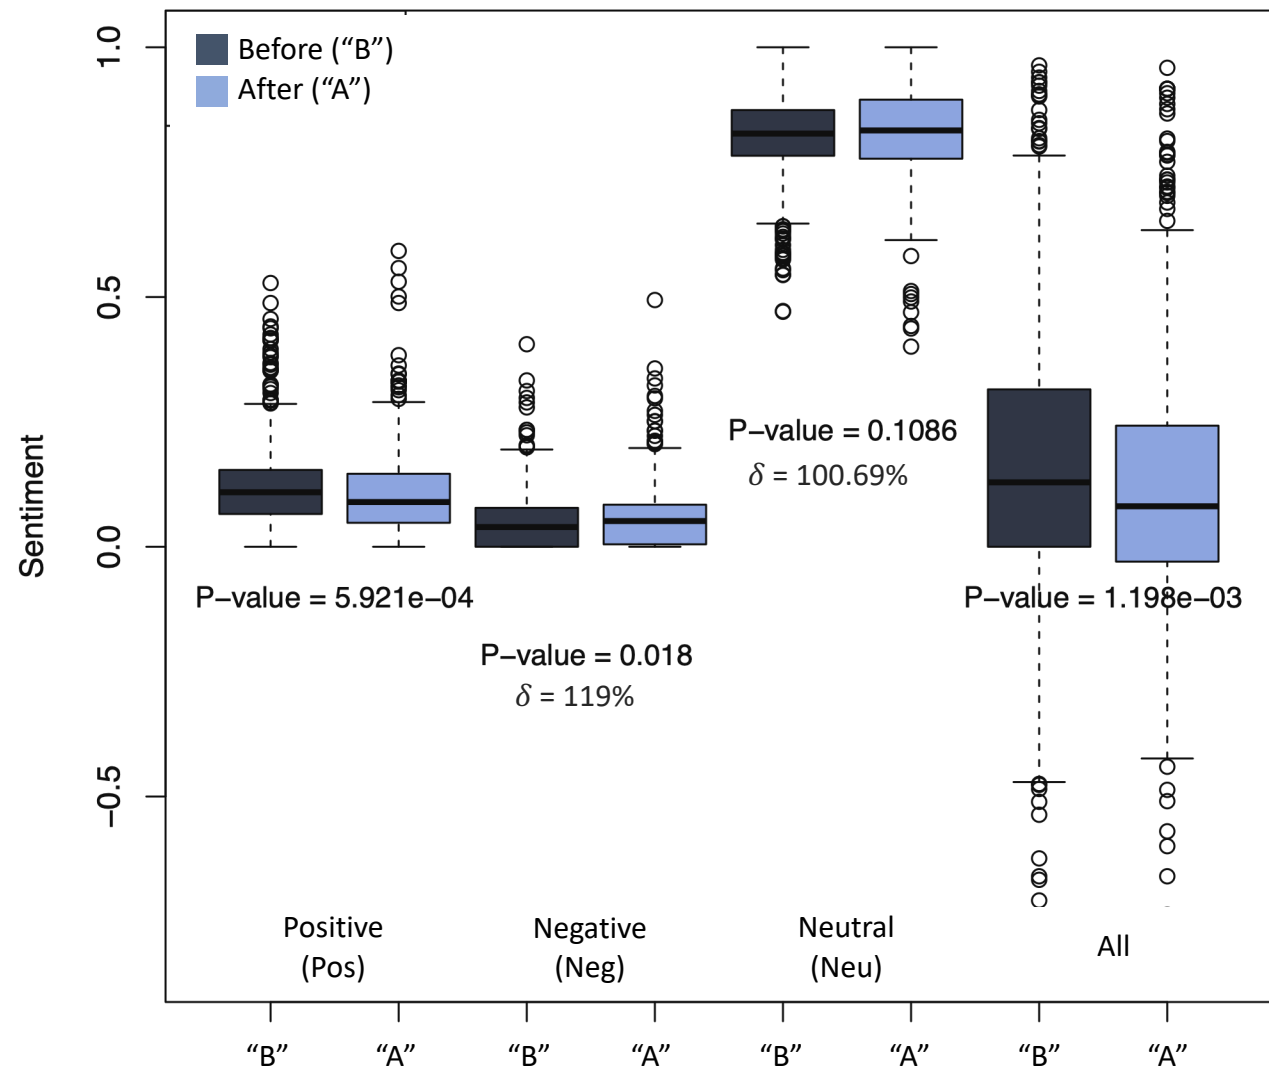 Before (“B”)
After (“A”)
Sentiment
1.0
0.5
0.0
−0.5
P−value = 0.1086
δ = 100.69%
P−value = 5.921e−04
P−value = 1.198e−03
P−value = 0.018
δ = 119%
Positive
(Pos)
Negative
(Neg)
Neutral
(Neu)
All
“B” “A” “B” “A” “B” “A” “B” “A”